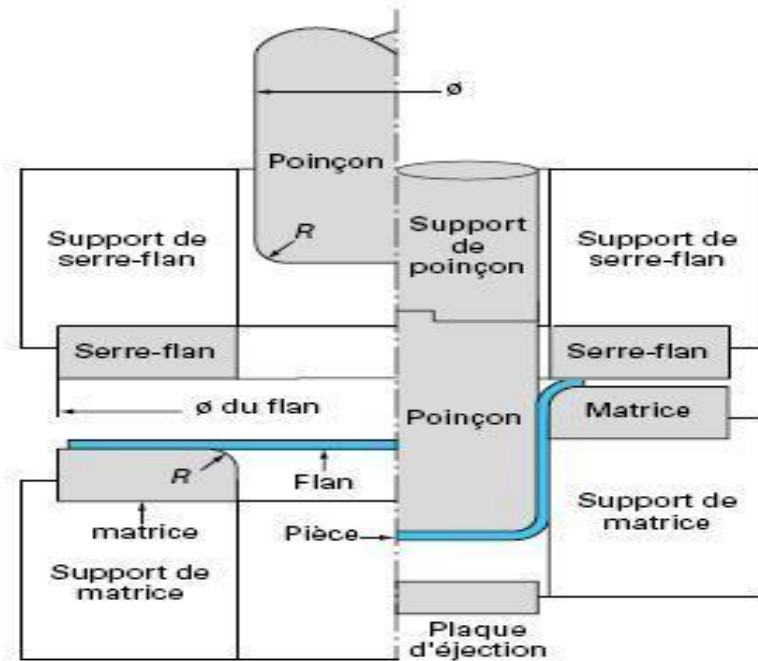 ø
Poinçon
R
Support de
serre-flan
Support
de
poinçon
Support de
serre-flan
Serre-flan
Serre-flan
ø du flan
Poinçon
Matrice
R
Flan
matrice
Pièce
Support de
matrice
Support de
matrice
Plaque
d'éjection